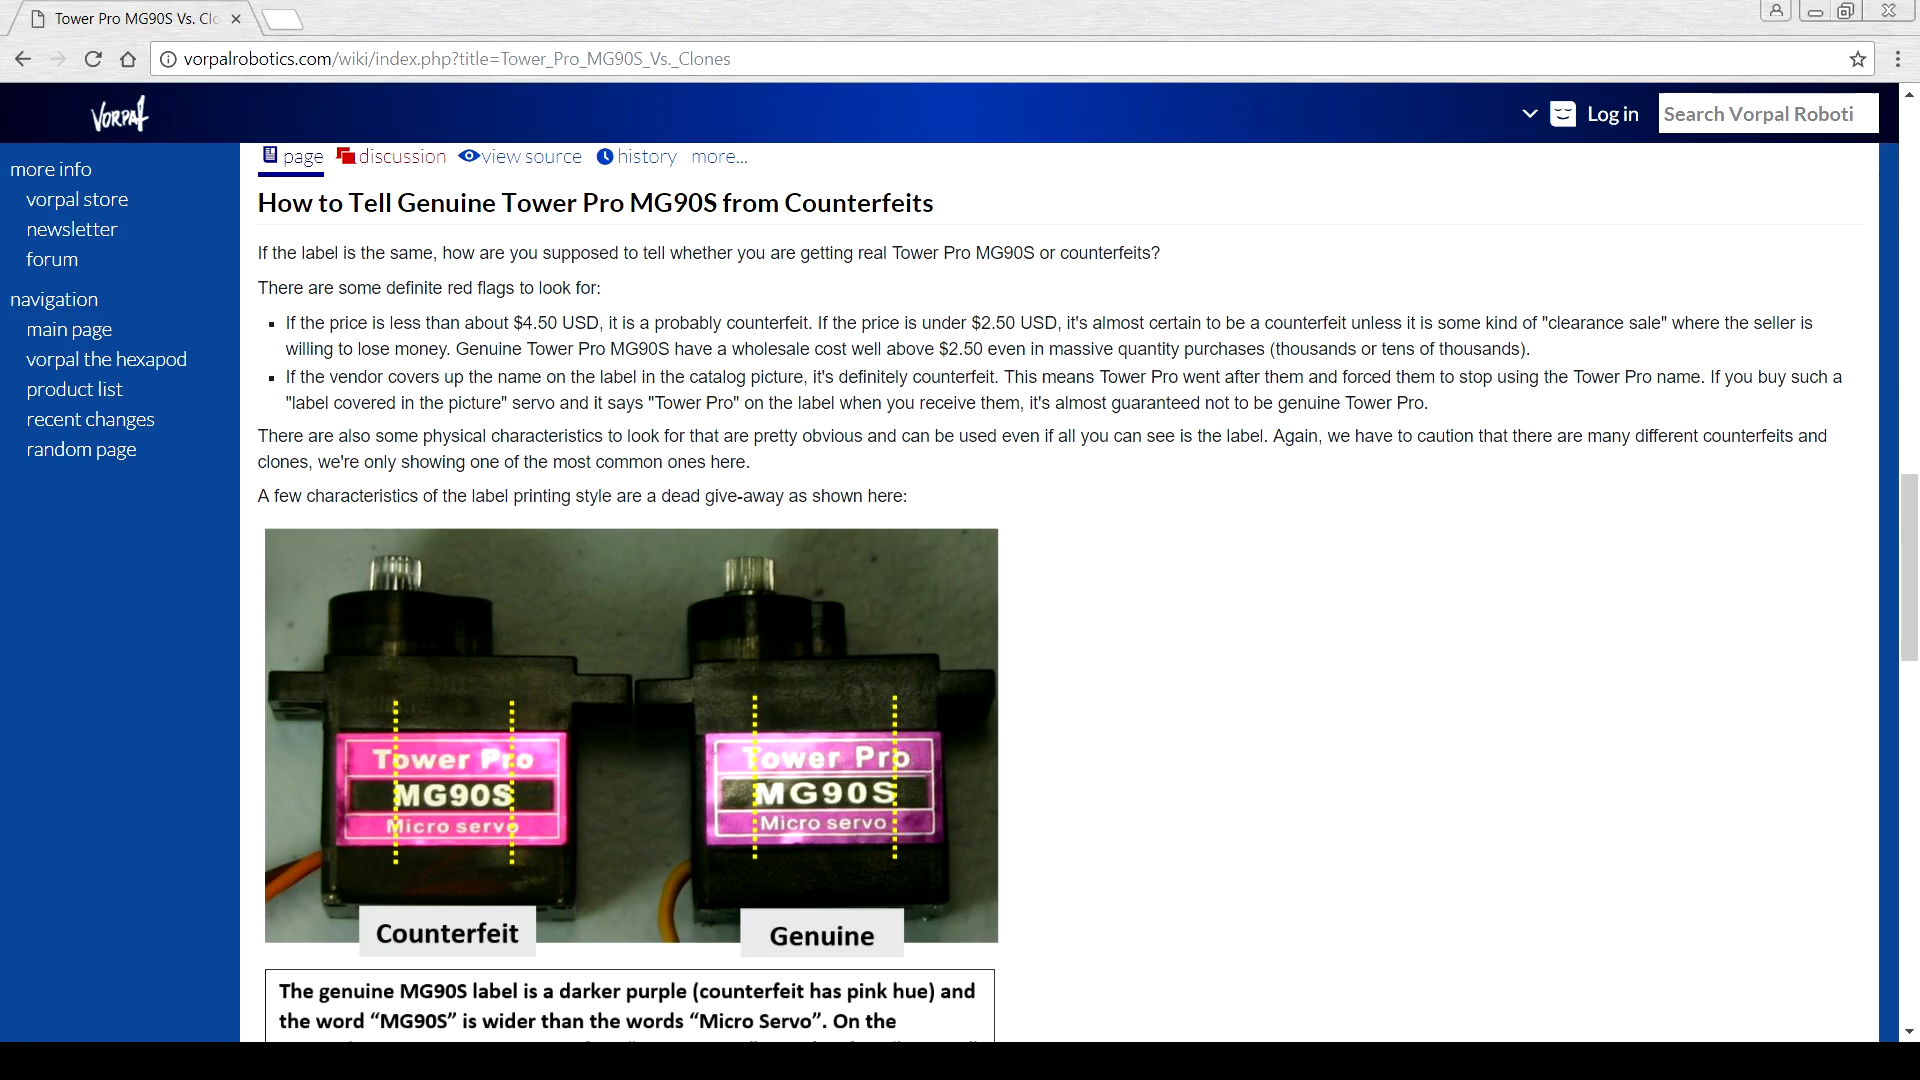 Tower Pro MG90S Vs. Clo
vorpalrobotics.com/wiki/index.php?title=Tower_Pro_MG90S_Vs._Clones
VORPAL
Log in
Search Vorpal Roboti
more info
vorpal store
newsletter
forum
navigation
main page
vorpal the hexapod
product list
recent changes
random page
page discussion view source history more...
How to Tell Genuine Tower Pro MG90S from Counterfeits
If the label is the same, how are you supposed to tell whether you are getting real Tower Pro MG90S or counterfeits?
There are some definite red flags to look for:
If the price is less than about $4.50 USD, it is a probably counterfeit. If the price is under $2.50 USD, it's almost certain to be a counterfeit unless it is some kind of "clearance sale" where the seller is
willing to lose money. Genuine Tower Pro MG90S have a wholesale cost well above $2.50 even in massive quantity purchases (thousands or tens of thousands).
If the vendor covers up the name on the label in the catalog picture, it's definitely counterfeit. This means Tower Pro went after them and forced them to stop using the Tower Pro name. If you buy such a
"label covered in the picture" servo and it says "Tower Pro" on the label when you receive them, it's almost guaranteed not to be genuine Tower Pro.
There are also some physical characteristics to look for that are pretty obvious and can be used even if all you can see is the label. Again, we have to caution that there are many different counterfeits and
clones, we're only showing one of the most common ones here.
A few characteristics of the label printing style are a dead give-away as shown here:
Tower Pro
MG90S
Micro servo
Counterfeit
Tower Pro
MG90S
Micro servo
Genuine
The genuine MG90S label is a darker purple (counterfeit has pink hue) and
the word “MG90S” is wider than the words “Micro Servo”. On the